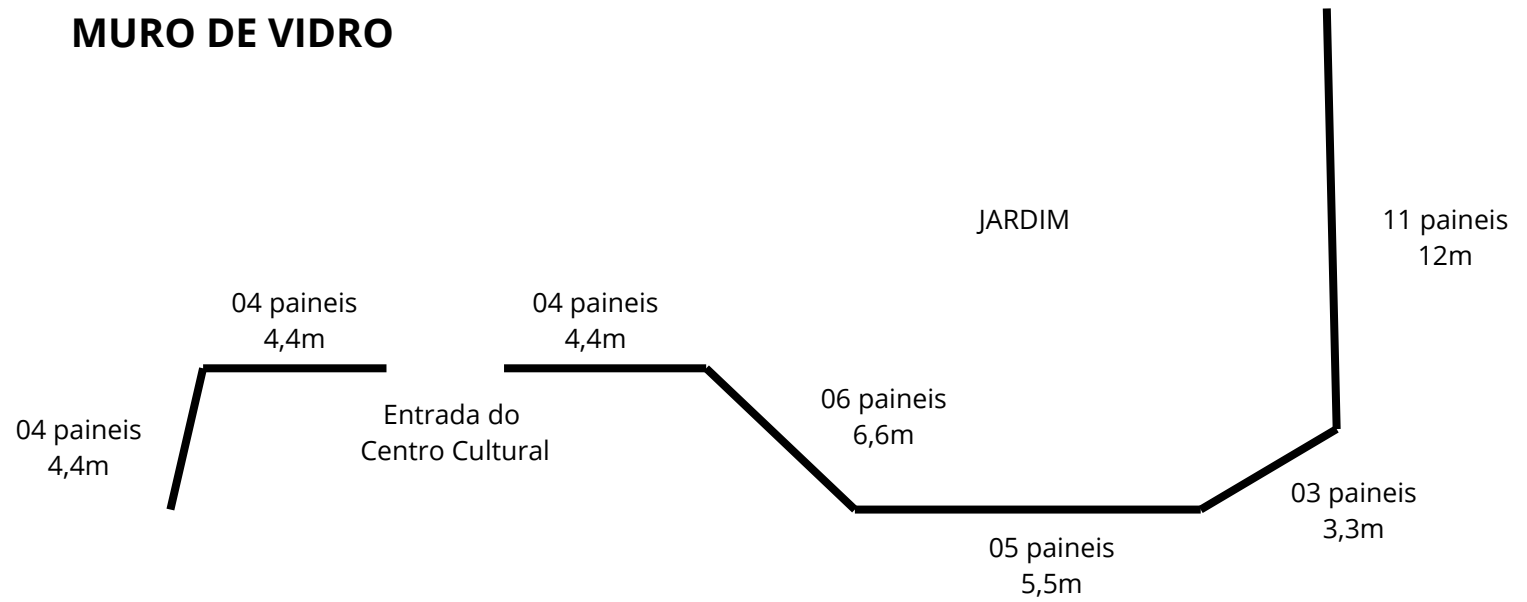 MURO DE VIDRO
JARDIM
11 paineis
12m
04 paineis
4,4m
04 paineis
4,4m
Entrada do
Centro Cultural
06 paineis
6,6m
04 paineis
4,4m
03 paineis
3,3m
05 paineis
5,5m